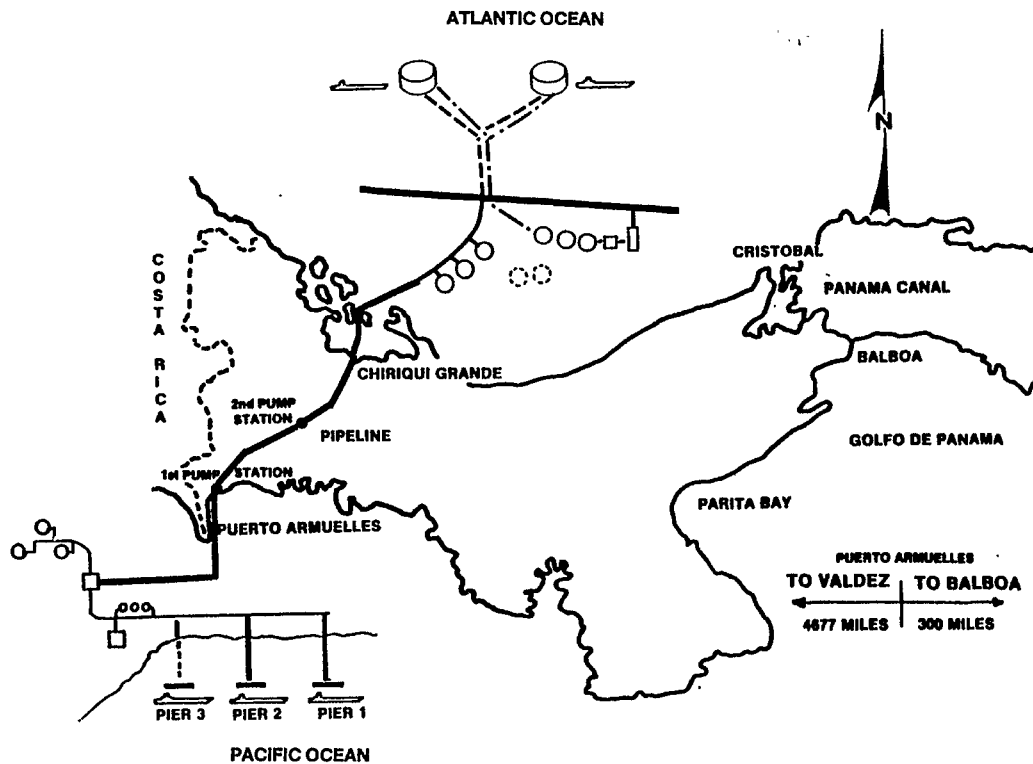 ATLANTIC OCEAN
N
CRISTOBAL
PANAMA CANAL
COSTA RICA
BALBOA
CHIRIQUI GRANDE
2nd PUMP
STATION
PIPELINE
GOLFO DE PANAMA
1st PUMP STATION
PARITA BAY
PUERTO ARMUELLES
PUERTO ARMUELLES
TO VALDEZ
TO BALBOA
4677 MILES
300 MILES
PIER 3
PIER 2
PIER 1
PACIFIC OCEAN